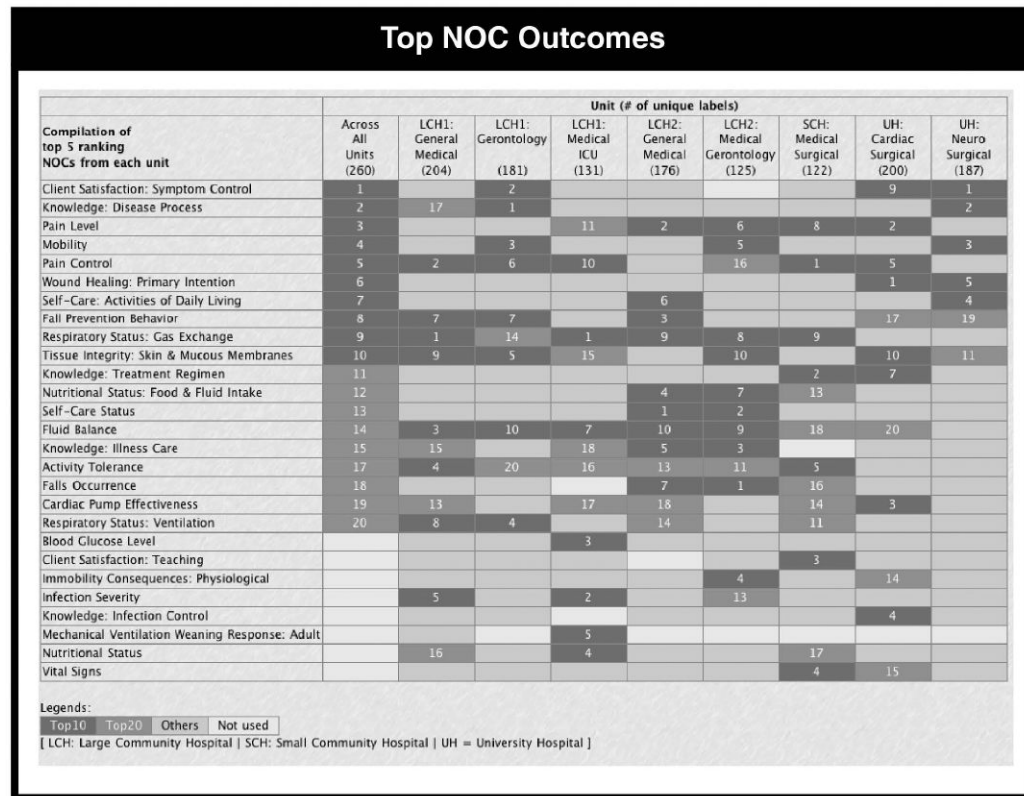 Top NOC Outcomes
Unit (# of unique labels)
Compilation of top 5 ranking NOCs from each unit | Across All Units (260) | LCH1: General Medical (204) | LCH1: Gerontology (181) | LCH1: Medical ICU (131) | LCH2: General Medical (176) | LCH2: Medical Gerontology (125) | SCH: Medical Surgical (122) | UH: Cardiac Surgical (200) | UH: Neuro Surgical (187)
Client Satisfaction: Symptom Control 1 2 9 1
Knowledge: Disease Process 2 17 1 2
Pain Level 3 11 2 6 8 2
Mobility 4 3 5 3
Pain Control 5 2 6 10 16 1 5
Wound Healing: Primary Intention 6 1 5
Self-Care: Activities of Daily Living 7 6 4
Fall Prevention Behavior 8 7 7 3 17 19
Respiratory Status: Gas Exchange 9 1 14 1 9 8 9
Tissue Integrity: Skin & Mucous Membranes 10 9 5 15 10 10 11
Knowledge: Treatment Regimen 11 2 7
Nutritional Status: Food & Fluid Intake 12 4 7 13
Self-Care Status 13 1 2
Fluid Balance 14 3 10 7 10 9 18 20
Knowledge: Illness Care 15 15 18 5 3
Activity Tolerance 17 4 20 16 13 11 5
Falls Occurrence 18 7 1 16
Cardiac Pump Effectiveness 19 13 17 18 14 3
Respiratory Status: Ventilation 20 8 4 14 11
Blood Glucose Level 3
Client Satisfaction: Teaching 3
Immobility Consequences: Physiological 4 14
Infection Severity 5 2 13
Knowledge: Infection Control 4
Mechanical Ventilation Weaning Response: Adult 5
Nutritional Status 16 4 17
Vital Signs 4 15
Legends:
Top10 Top20 Others Not used
[ LCH: Large Community Hospital | SCH: Small Community Hospital | UH = University Hospital ]